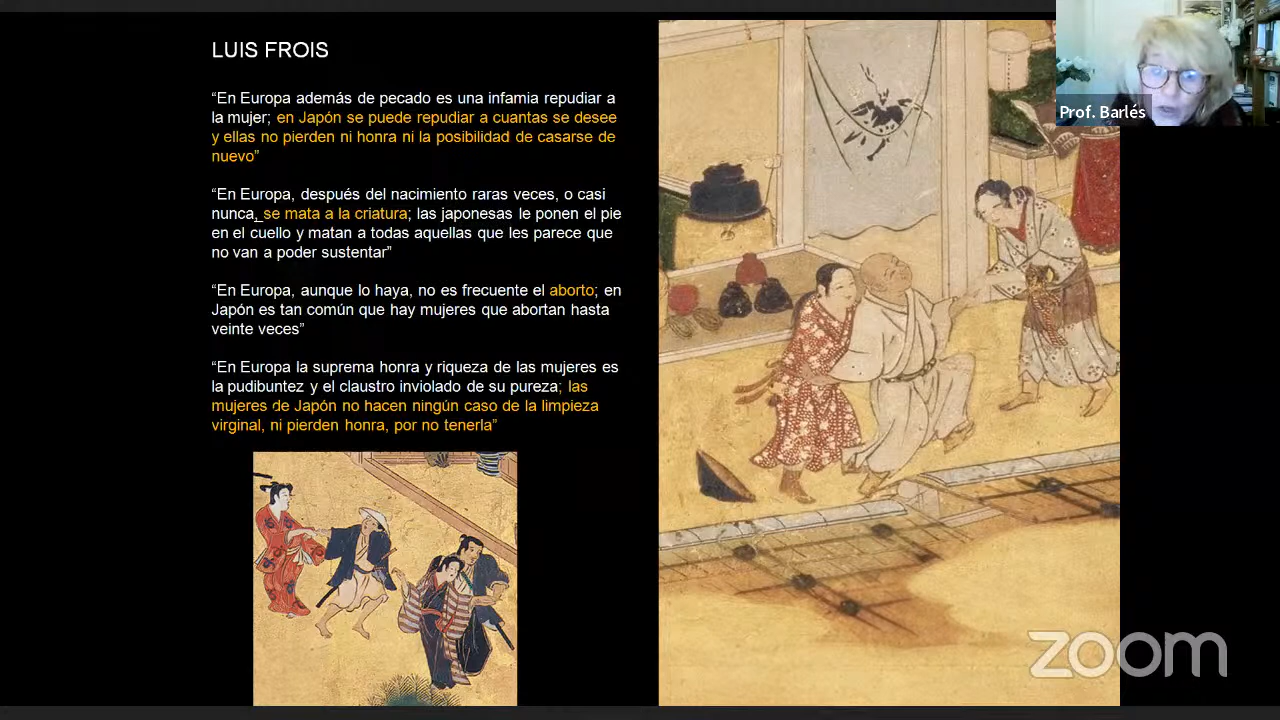 LUIS FROIS
“En Europa además de pecado es una infamia repudiar a
la mujer; en Japón se puede repudiar a cuantas se desee
y ellas no pierden ni honra ni la posibilidad de casarse de
nuevo”
“En Europa, después del nacimiento raras veces, o casi
nunca, se mata a la criatura; las japonesas le ponen el pie
en el cuello y matan a todas aquellas que les parece que
no van a poder sustentar”
“En Europa, aunque lo haya, no es frecuente el aborto; en
Japón es tan común que hay mujeres que abortan hasta
veinte veces”
“En Europa la suprema honra y riqueza de las mujeres es
la pudibuntez y el claustro inviolado de su pureza; las
mujeres de Japón no hacen ningún caso de la limpieza
virginal, ni pierden honra, por no tenerla”
Prof. Barlés
zoom